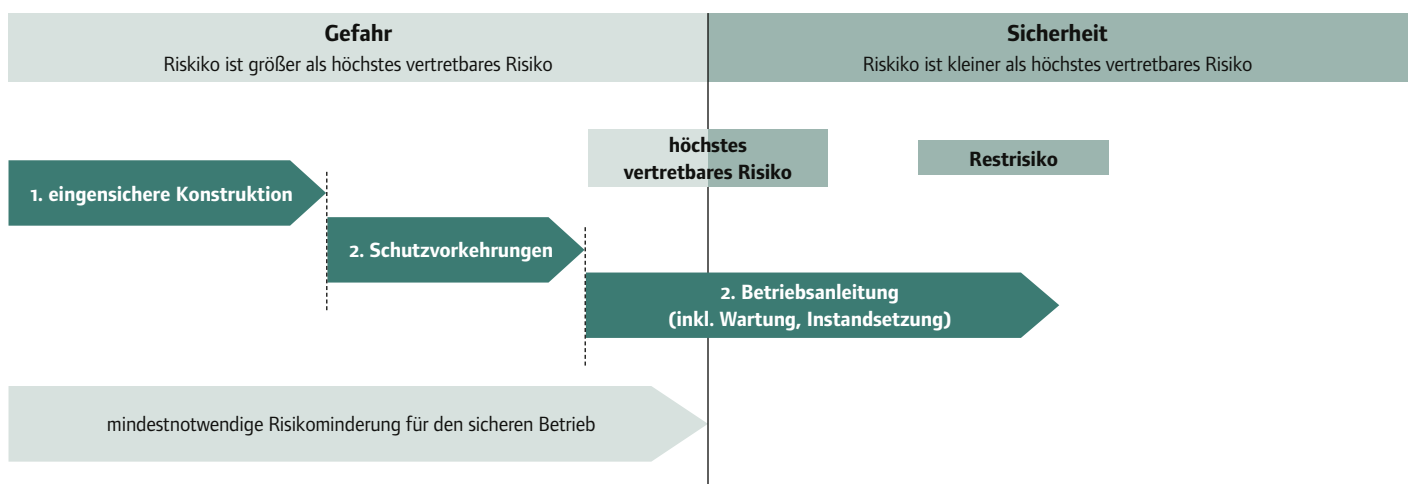 Gefahr
Riskiko ist größer als höchstes vertretbares Risiko
Sicherheit
Riskiko ist kleiner als höchstes vertretbares Risiko
höchstes
vertretbares Risiko
Restrisiko
1. eingensichere Konstruktion
2. Schutzvorkehrungen
2. Betriebsanleitung
(inkl. Wartung, Instandsetzung)
mindestnotwendige Risikominderung für den sicheren Betrieb